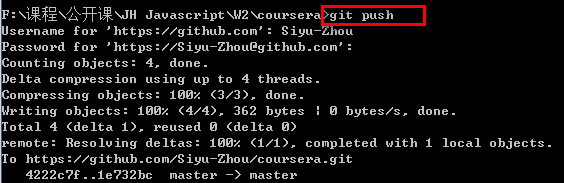 F:\课程\公开课\JH Javascript\W2\coursera>git push
Username for 'https://github.com': Siyu-Zhou
Password for 'https://Siyu-Zhou@github.com':
Counting objects: 4, done.
Delta compression using up to 4 threads.
Compressing objects: 100% (3/3), done.
Writing objects: 100% (4/4), 362 bytes | 0 bytes/s, done.
Total 4 (delta 1), reused 0 (delta 0)
remote: Resolving deltas: 100% (1/1), completed with 1 local objects.
To https://github.com/Siyu-Zhou/coursera.git
4222c7f..1e732bc  master -> master